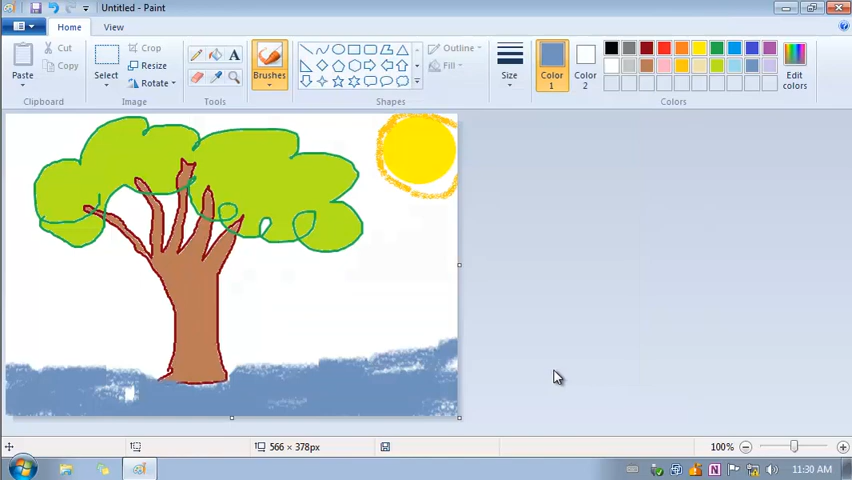 Untitled - Paint
Home
View
Paste
Cut
Copy
Clipboard
Select
Crop
Resize
Rotate
Image
Tools
Brushes
Outline
Fill
Shapes
Size
Color
1
Color
2
Edit
colors
Colors
566 × 378px
100%
11:30 AM